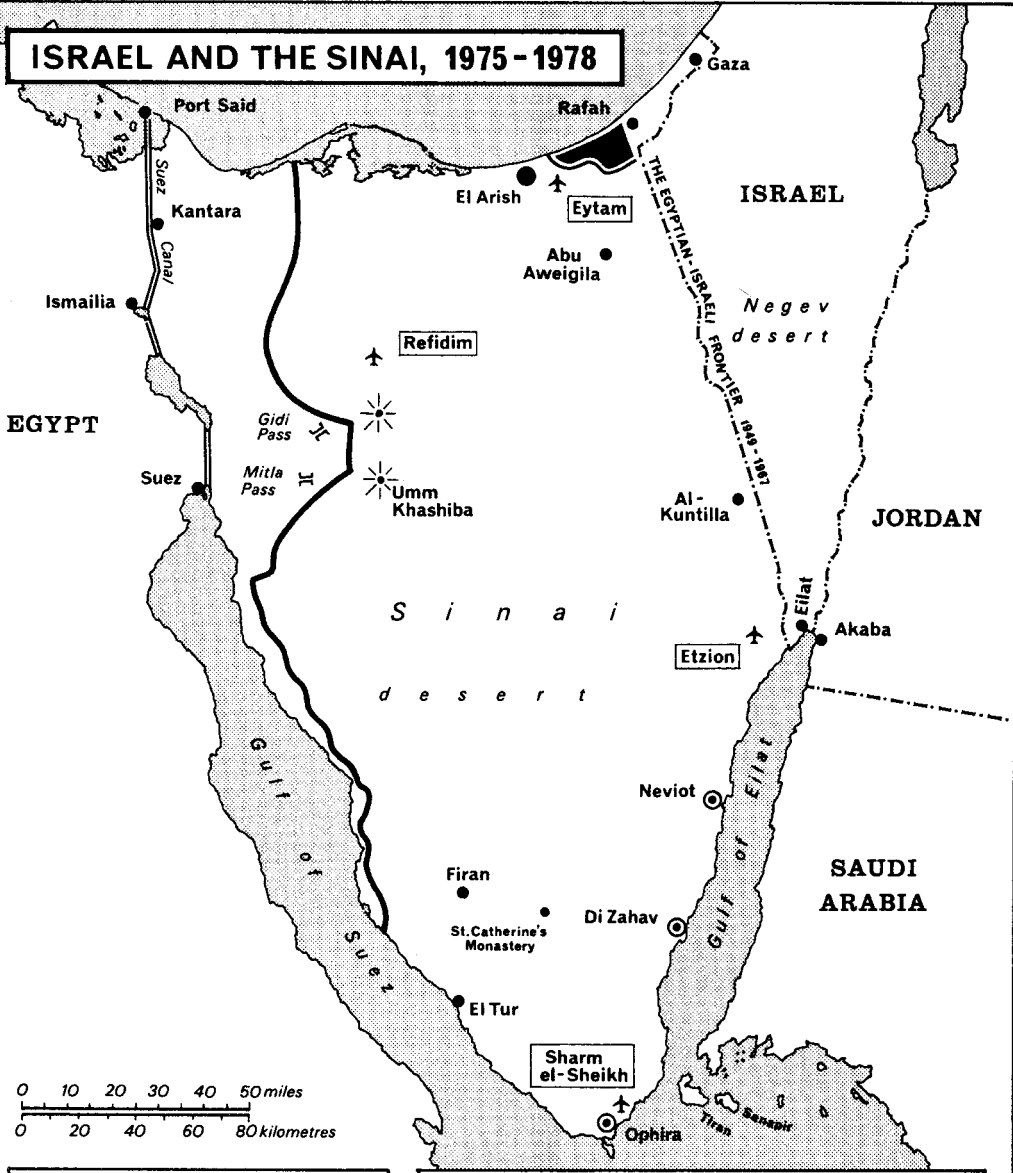 ISRAEL AND THE SINAI, 1975-1978
Gaza
Port Said
Rafah
Suez
Canal
El Arish
Eytam
THE EGYPTIAN-ISRAELI FRONTIER 1949-1967
ISRAEL
Kantara
Abu
Aweigila
Ismailia
Negev
desert
Refidim
EGYPT
Gidi
Pass
Suez
Mitla
Pass
Umm
Khashiba
Al-
Kuntilla
JORDAN
Sinai
Eilat
Akaba
Etzion
desert
Gulf of Suez
Gulf of Eilat
Neviot
SAUDI
ARABIA
Firan
St. Catherine's
Monastery
Di Zahav
El Tur
Sharm
el-Sheikh
Ophira
Tiran
Sanapir
0 10 20 30 40 50 miles
0 20 40 60 80 kilometres